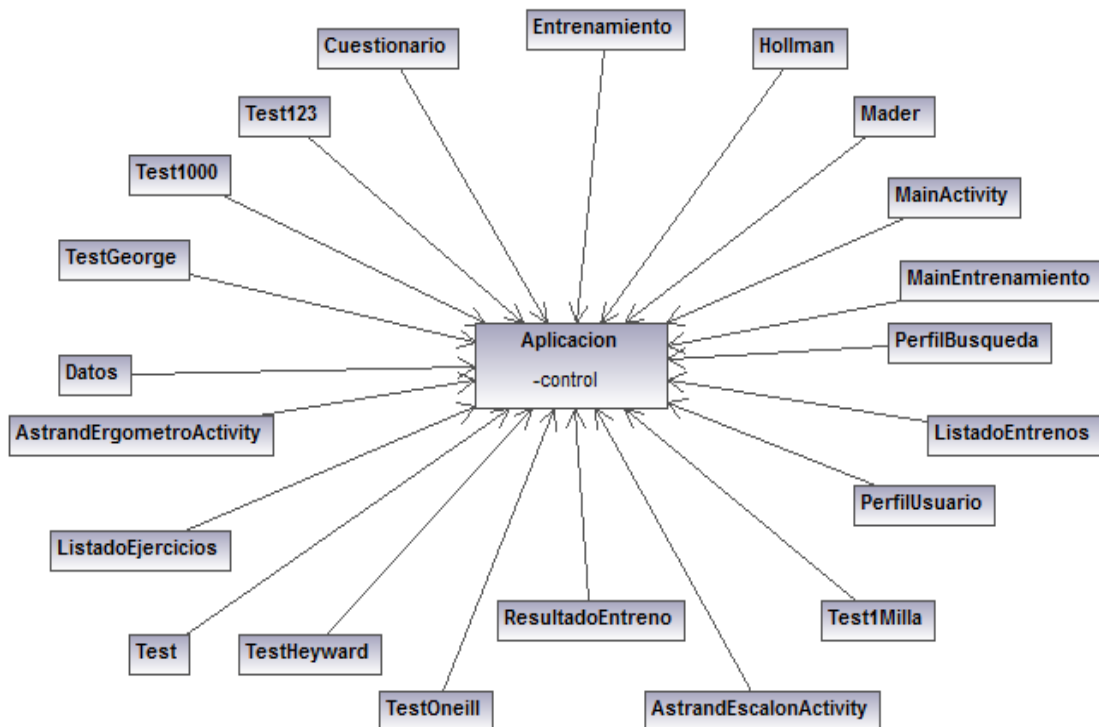 Entrenamiento
Cuestionario
Hollman
Test123
Mader
Test1000
MainActivity
TestGeorge
MainEntrenamiento
Aplicacion
-control
PerfilBusqueda
Datos
AstrandErgometroActivity
ListadoEntrenos
PerfilUsuario
ListadoEjercicios
ResultadoEntreno
Test1Milla
Test
TestHeyward
TestOneill
AstrandEscalonActivity